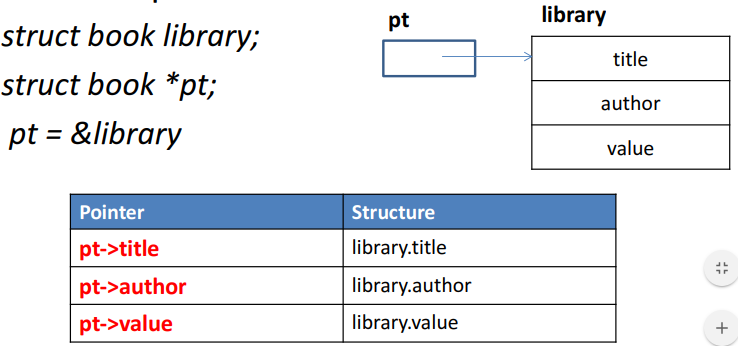 struct book library;
struct book *pt;
pt = &library
pt
library
title
author
value
Pointer Structure
pt->title library.title
pt->author library.author
pt->value library.value